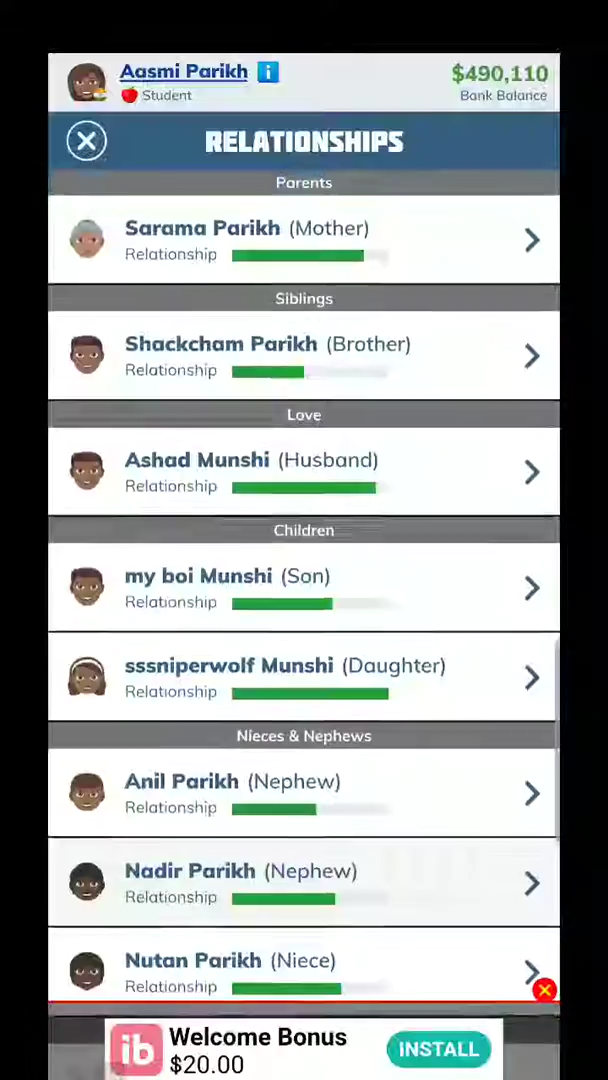 Aasmi Parikh
$490,110
Student
Bank Balance
RELATIONSHIPS
Parents
Sarama Parikh (Mother)
Relationship
Siblings
Shackcham Parikh (Brother)
Relationship
Love
Ashad Munshi (Husband)
Relationship
Children
my boi Munshi (Son)
Relationship
sssniperwolf Munshi (Daughter)
Relationship
Nieces & Nephews
Anil Parikh (Nephew)
Relationship
Nadir Parikh (Nephew)
Relationship
Nutan Parikh (Niece)
Relationship
ib
Welcome Bonus
$20.00
INSTALL